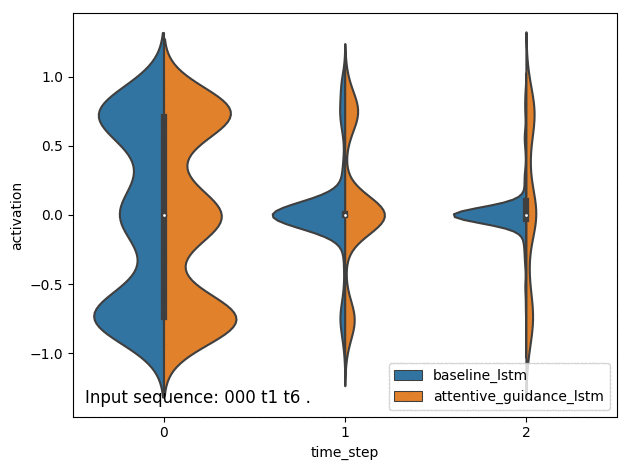 activation
1.0
0.5
0.0
−0.5
−1.0
Input sequence: 000 t1 t6 .
baseline_lstm
attentive_guidance_lstm
0
1
2
time_step